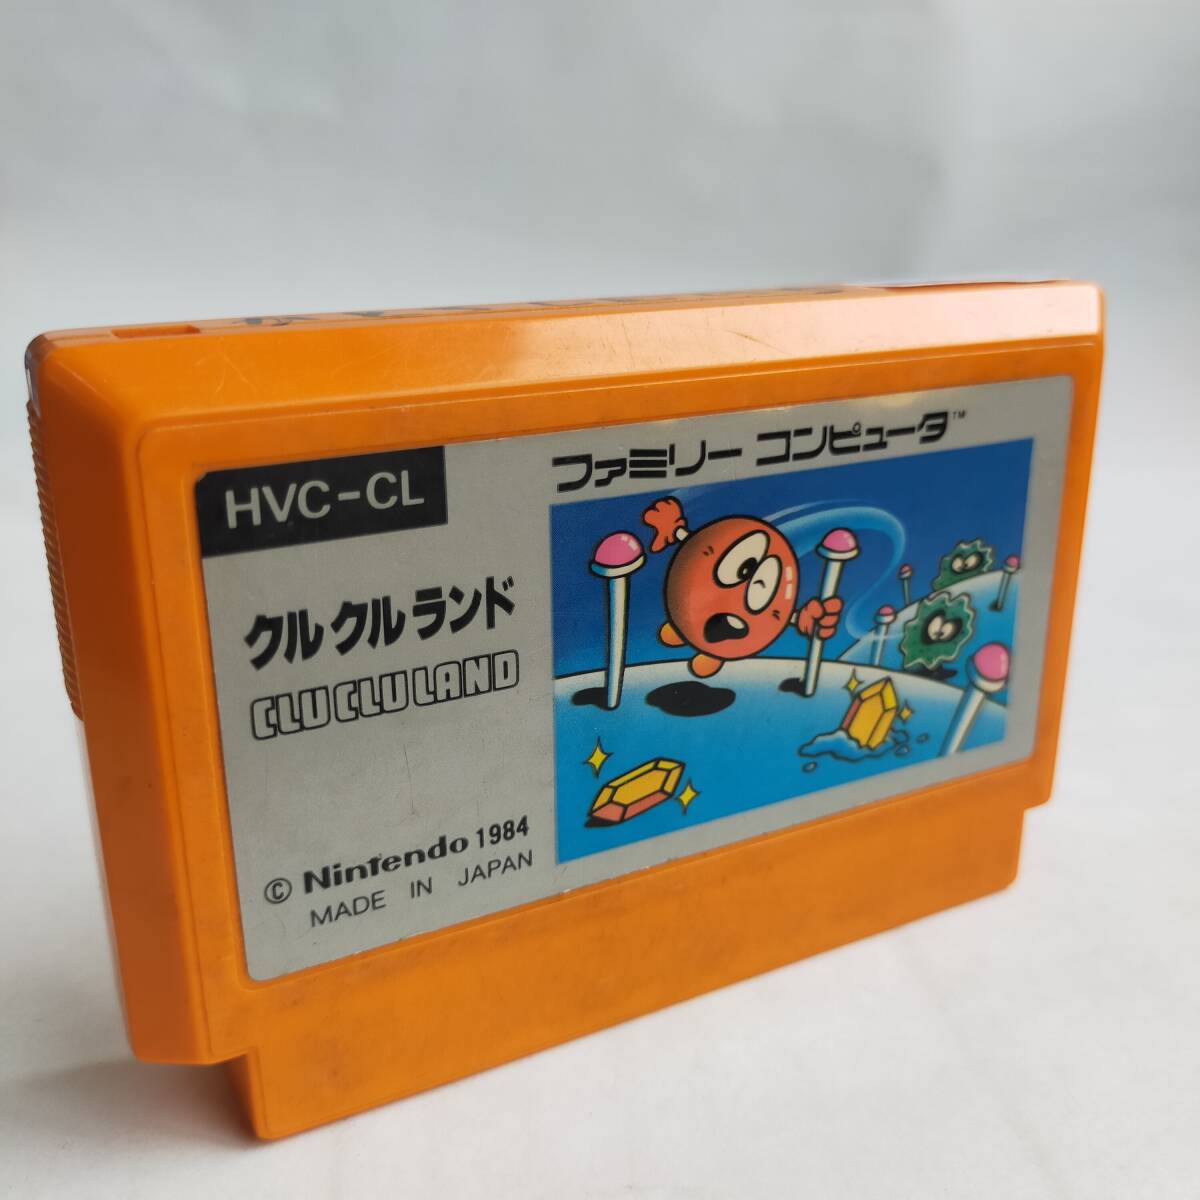 HVC-CL
ファミリー コンピュータ™
クルクルランド
CLU CLU LAND
© Nintendo 1984
MADE IN JAPAN